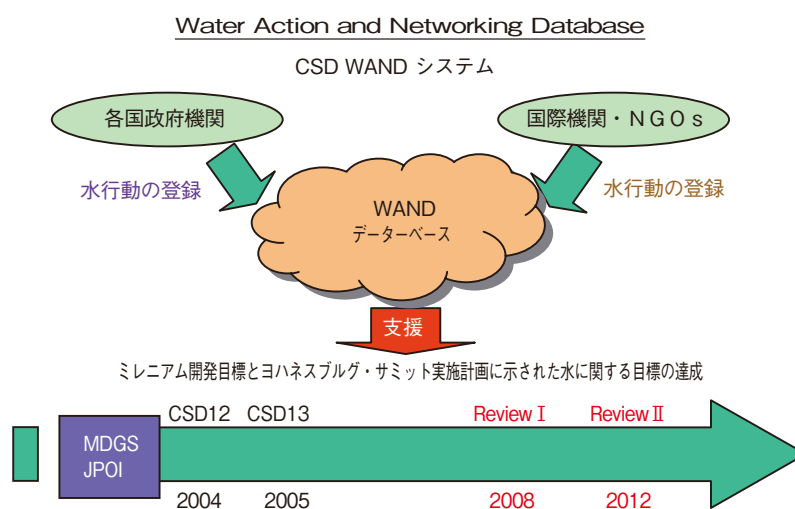 Water Action and Networking Database
CSD WAND システム
各国政府機関
国際機関・ＮＧＯｓ
水行動の登録
水行動の登録
WAND
データーベース
支援
ミレニアム開発目標とヨハネスブルグ・サミット実施計画に示された水に関する目標の達成
CSD12 CSD13 Review Ⅰ Review Ⅱ
MDGS
JPOI
2004 2005 2008 2012